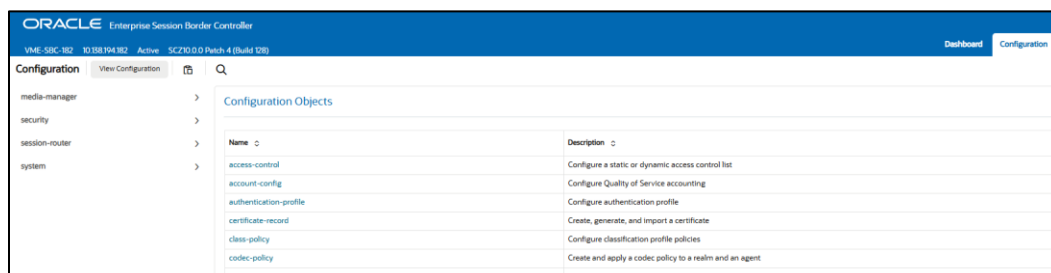 ORACLE Enterprise Session Border Controller
VME-SBC-182 10.138.194.182 Active SCZ10.0.0 Patch 4 (Build 128)
Dashboard Configuration
Configuration View Configuration
media-manager
security
session-router
system
Configuration Objects
Name Description
access-control Configure a static or dynamic access control list
account-config Configure Quality of Service accounting
authentication-profile Configure authentication profile
certificate-record Create, generate, and import a certificate
class-policy Configure classification profile policies
codec-policy Create and apply a codec policy to a realm and an agent